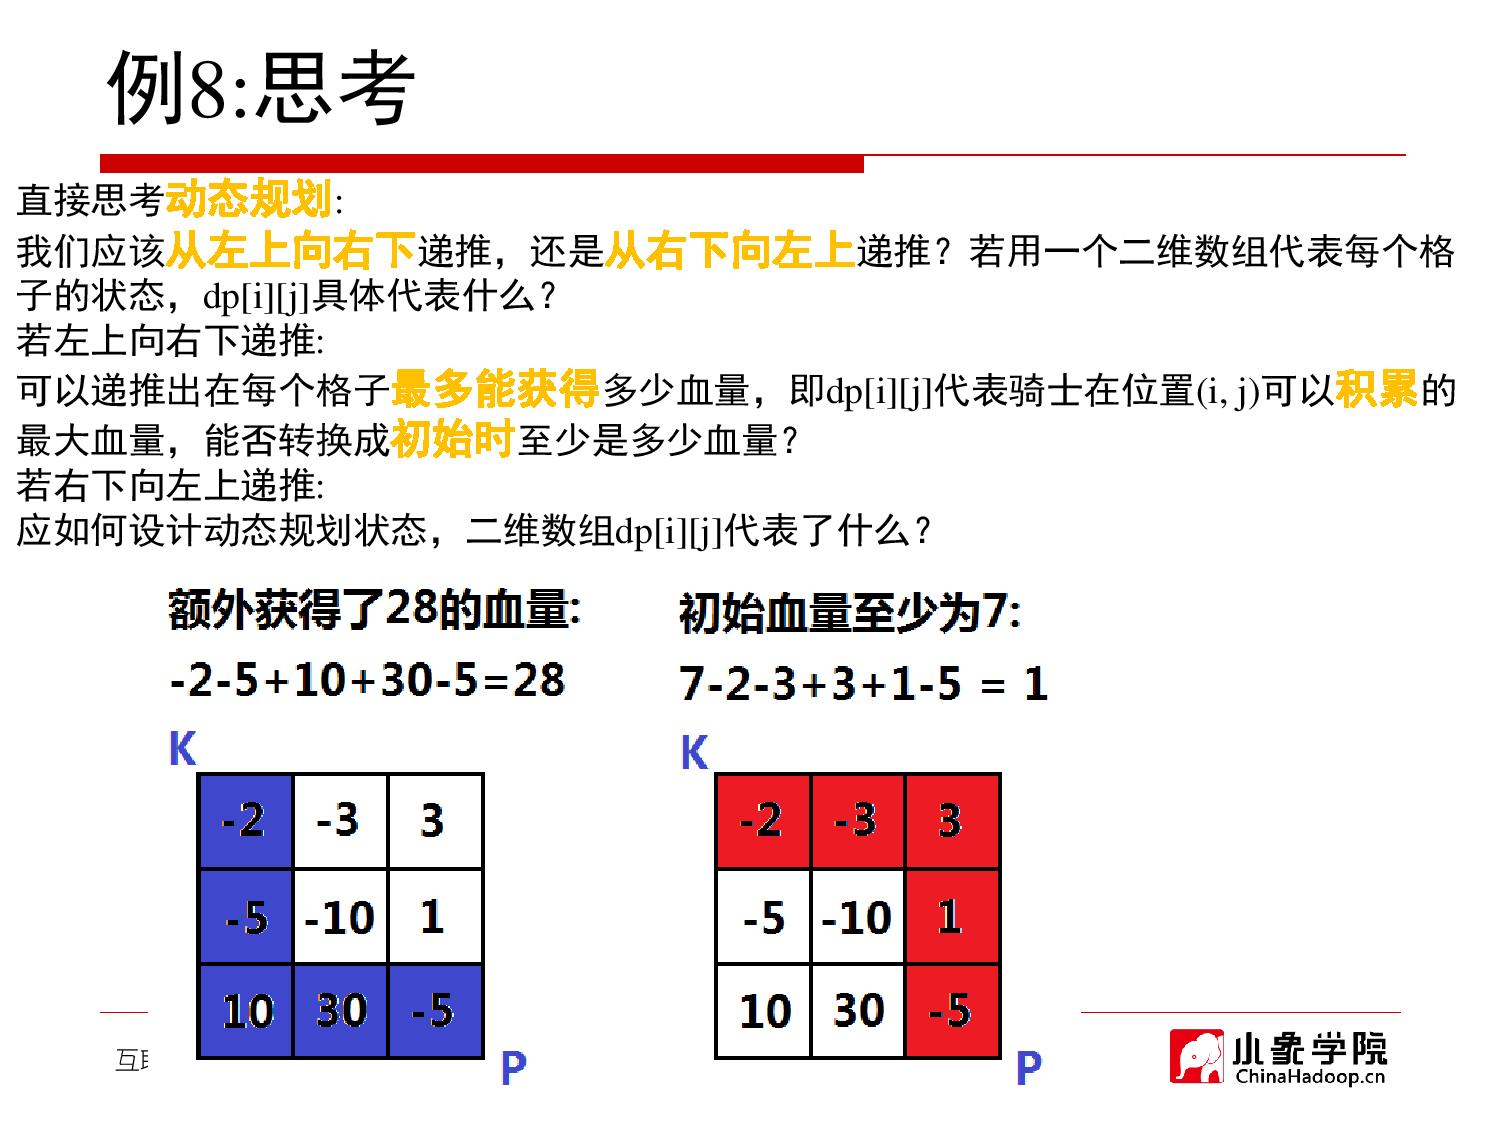 例8:思考
直接思考动态规划:
我们应该从左上向右下递推，还是从右下向左上递推？若用一个二维数组代表每个格
子的状态，dp[i][j]具体代表什么？
若左上向右下递推:
可以递推出在每个格子最多能获得多少血量，即dp[i][j]代表骑士在位置(i, j)可以积累的
最大血量，能否转换成初始时至少是多少血量？
若右下向左上递推:
应如何设计动态规划状态，二维数组dp[i][j]代表了什么？
额外获得了28的血量:
-2-5+10+30-5=28
K
-2 -3 3
-5 -10 1
10 30 -5
P
初始血量至少为7:
7-2-3+3+1-5 = 1
K
-2 -3 3
-5 -10 1
10 30 -5
P
互
小象学院
ChinaHadoop.cn